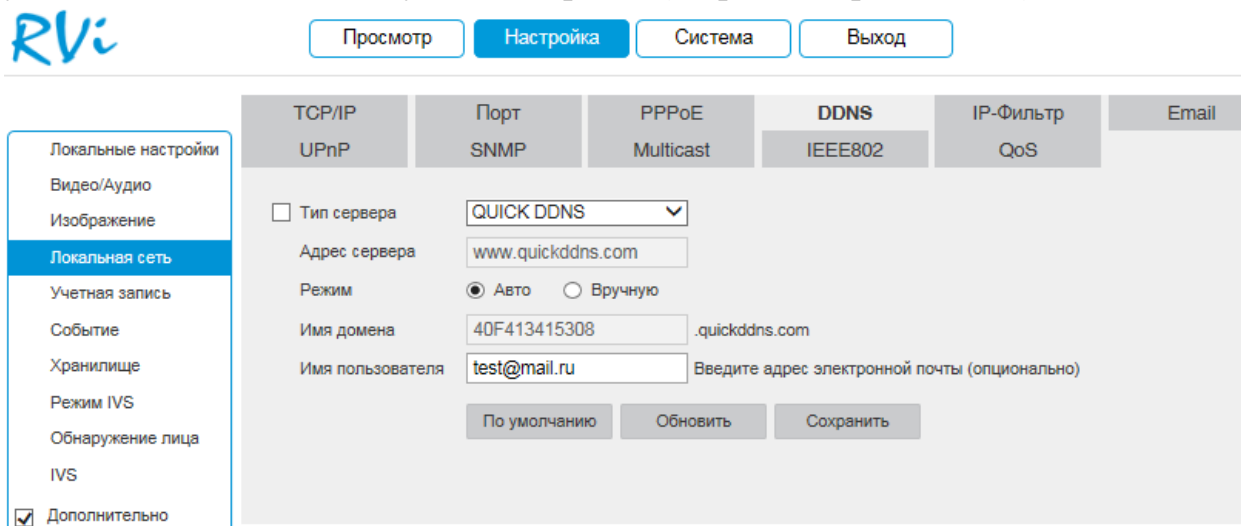 RVi
Просмотр Настройка Система Выход
TCP/IP Порт PPPoE DDNS IP-Фильтр Email
UPnP SNMP Multicast IEEE802 QoS
Локальные настройки
Видео/Аудио
Изображение
Локальная сеть
Учетная запись
Событие
Хранилище
Режим IVS
Обнаружение лица
IVS
Дополнительно
Тип сервера QUICK DDNS
Адрес сервера www.quickddns.com
Режим Авто Вручную
Имя домена 40F413415308 .quickddns.com
Имя пользователя test@mail.ru Введите адрес электронной почты (опционально)
По умолчанию Обновить Сохранить